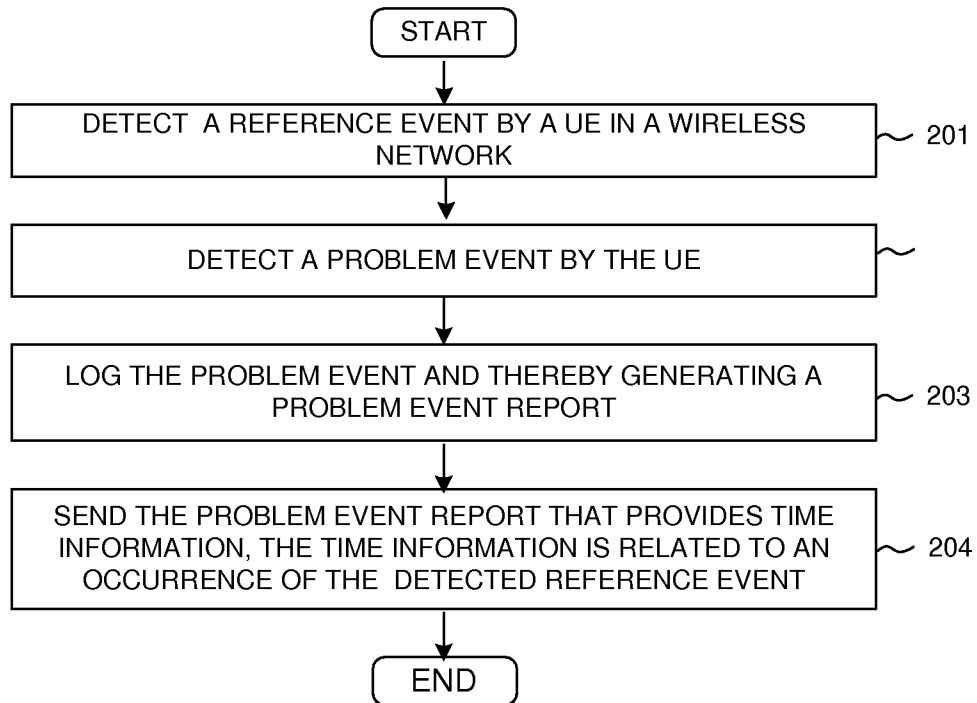 START
DETECT A REFERENCE EVENT BY A UE IN A WIRELESS
NETWORK
201
DETECT A PROBLEM EVENT BY THE UE
LOG THE PROBLEM EVENT AND THEREBY GENERATING A
PROBLEM EVENT REPORT
203
SEND THE PROBLEM EVENT REPORT THAT PROVIDES TIME
INFORMATION, THE TIME INFORMATION IS RELATED TO AN
OCCURRENCE OF THE DETECTED REFERENCE EVENT
204
END